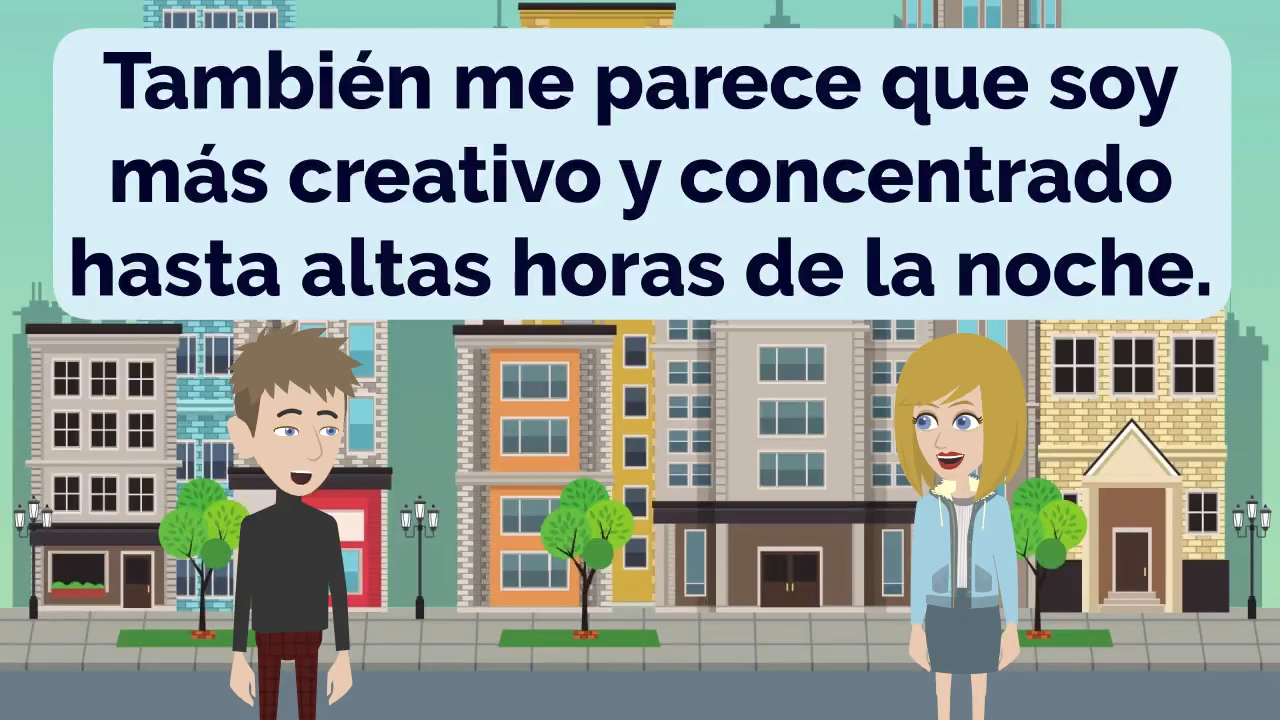 También me parece que soy
más creativo y concentrado
hasta altas horas de la noche.